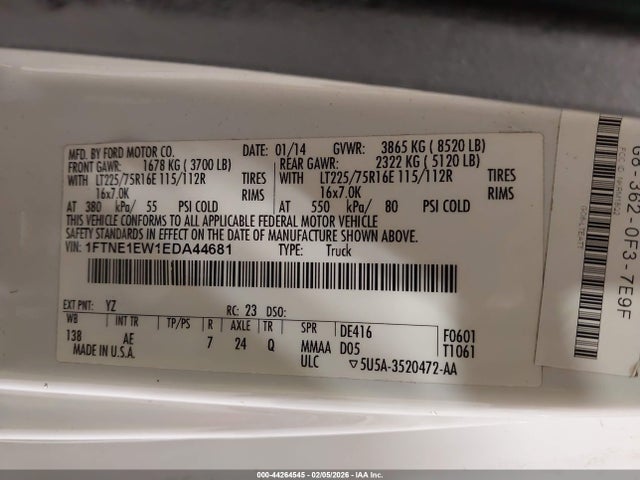 MFD. BY FORD MOTOR CO. DATE: 01/14 GVWR: 3865 KG ( 8520 LB)
FRONT GAWR: 1678 KG ( 3700 LB) REAR GAWR: 2322 KG ( 5120 LB)
WITH LT225/75R16E 115/112R TIRES WITH LT225/75R16E 115/112R TIRES
16x7.0K RIMS 16x7.0K RIMS
AT 380 kPa/ 55 PSI COLD AT 550 kPa/ 80 PSI COLD
THIS VEHICLE CONFORMS TO ALL APPLICABLE FEDERAL MOTOR VEHICLE
SAFETY STANDARDS IN EFFECT ON THE DATE OF MANUFACTURE SHOWN ABOVE.
VIN: 1FTNE1EW1EDA44681 TYPE: Truck
EXT PNT: YZ RC: 23 DSO:
WB INT TR TP/PS R AXLE TR SPR DE416 F0601
138 AE 7 24 Q MMAA D05 T1061
MADE IN U.S.A. ULC ▽5U5A-3520472-AA
000-44264545 - 02/05/2026 - IAA Inc.